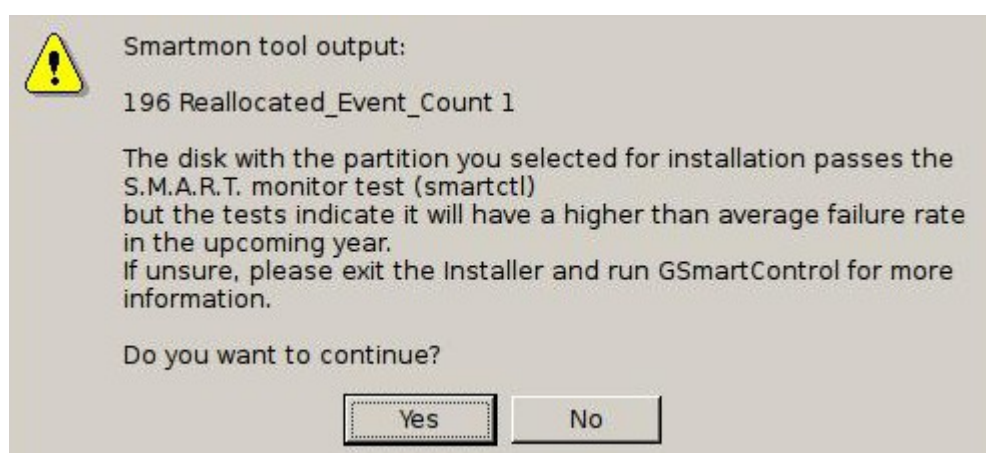 Smartmon tool output:
196 Reallocated_Event_Count 1
The disk with the partition you selected for installation passes the
S.M.A.R.T. monitor test (smartctl)
but the tests indicate it will have a higher than average failure rate
in the upcoming year.
If unsure, please exit the Installer and run GSmartControl for more
information.
Do you want to continue?
Yes
No